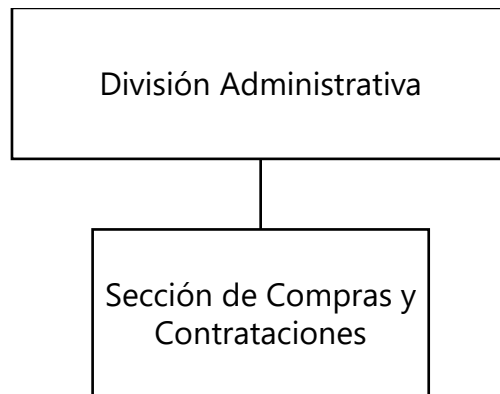 División Administrativa
Sección de Compras y
Contrataciones